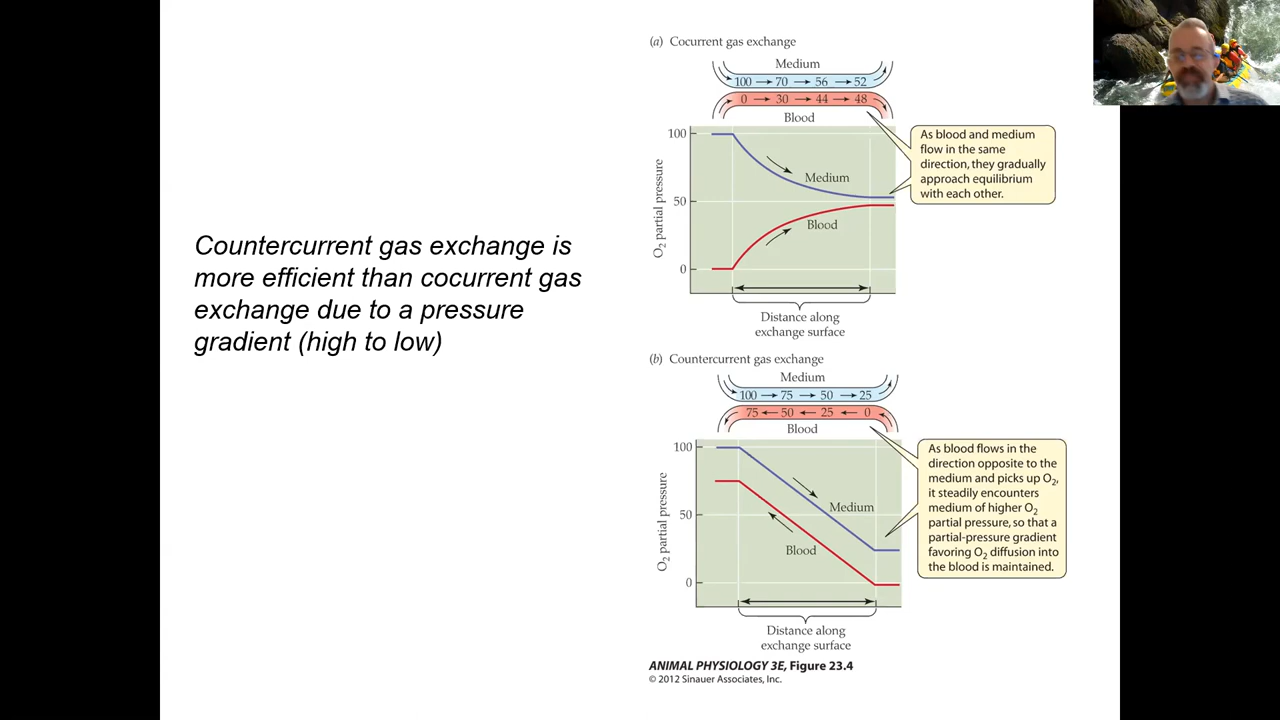 Countercurrent gas exchange is
more efficient than cocurrent gas
exchange due to a pressure
gradient (high to low)
(a) Cocurrent gas exchange
Medium
100 → 70 → 56 → 52
0 → 30 → 44 → 48
Blood
100
50
0
O₂ partial pressure
Medium
Blood
Distance along
exchange surface
As blood and medium
flow in the same
direction, they gradually
approach equilibrium
with each other.
(b) Countercurrent gas exchange
Medium
100 → 75 → 50 → 25
75 ← 50 ← 25 ← 0
Blood
100
50
0
O₂ partial pressure
Medium
Blood
Distance along
exchange surface
As blood flows in the
direction opposite to the
medium and picks up O₂,
it steadily encounters
medium of higher O₂
partial pressure, so that a
partial-pressure gradient
favoring O₂ diffusion into
the blood is maintained.
ANIMAL PHYSIOLOGY 3E, Figure 23.4
© 2012 Sinauer Associates, Inc.